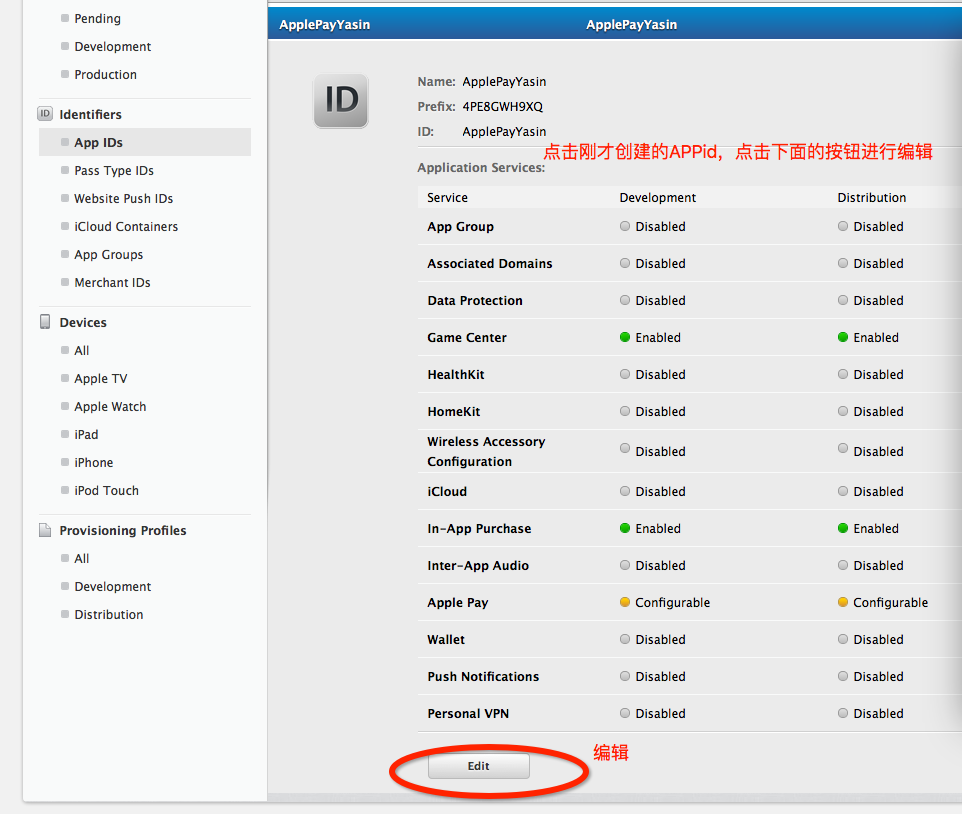 Pending
Development
Production
ID Identifiers
App IDs
Pass Type IDs
Website Push IDs
iCloud Containers
App Groups
Merchant IDs
Devices
All
Apple TV
Apple Watch
iPad
iPhone
iPod Touch
Provisioning Profiles
All
Development
Distribution
ApplePayYasin ApplePayYasin
ID
Name: ApplePayYasin
Prefix: 4PE8GWH9XQ
ID: ApplePayYasin
点击刚才创建的APPid，点击下面的按钮进行编辑
Application Services:
Service Development Distribution
App Group Disabled Disabled
Associated Domains Disabled Disabled
Data Protection Disabled Disabled
Game Center Enabled Enabled
HealthKit Disabled Disabled
HomeKit Disabled Disabled
Wireless Accessory
Configuration Disabled Disabled
iCloud Disabled Disabled
In-App Purchase Enabled Enabled
Inter-App Audio Disabled Disabled
Apple Pay Configurable Configurable
Wallet Disabled Disabled
Push Notifications Disabled Disabled
Personal VPN Disabled Disabled
编辑
Edit